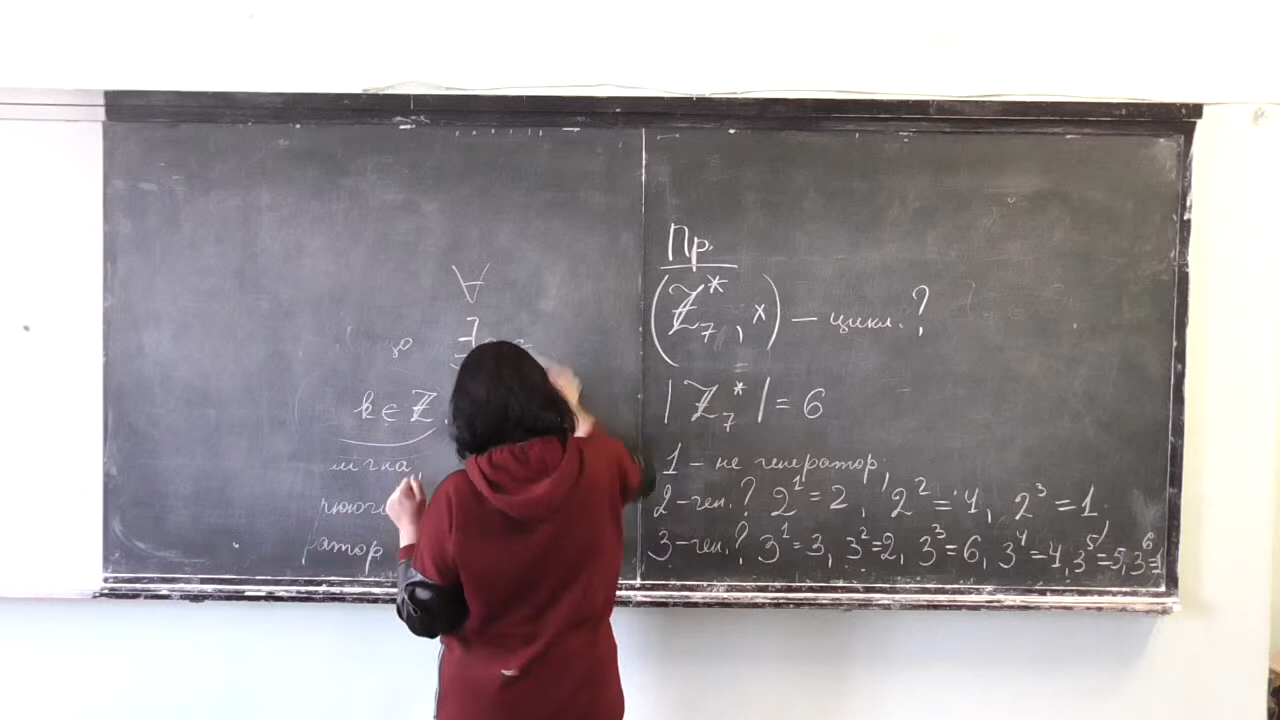 ∀
∃
k ∈ ℤ
Пр.
(ℤ₇*, ×) – цикл.?
|ℤ₇*| = 6
1 – не генератор,
2 – ген.? 2¹ = 2, 2² = 4, 2³ = 1.
3 – ген.? 3¹ = 3, 3² = 2, 3³ = 6, 3⁴ = 4, 3⁵ = 5, 3⁶ = 1